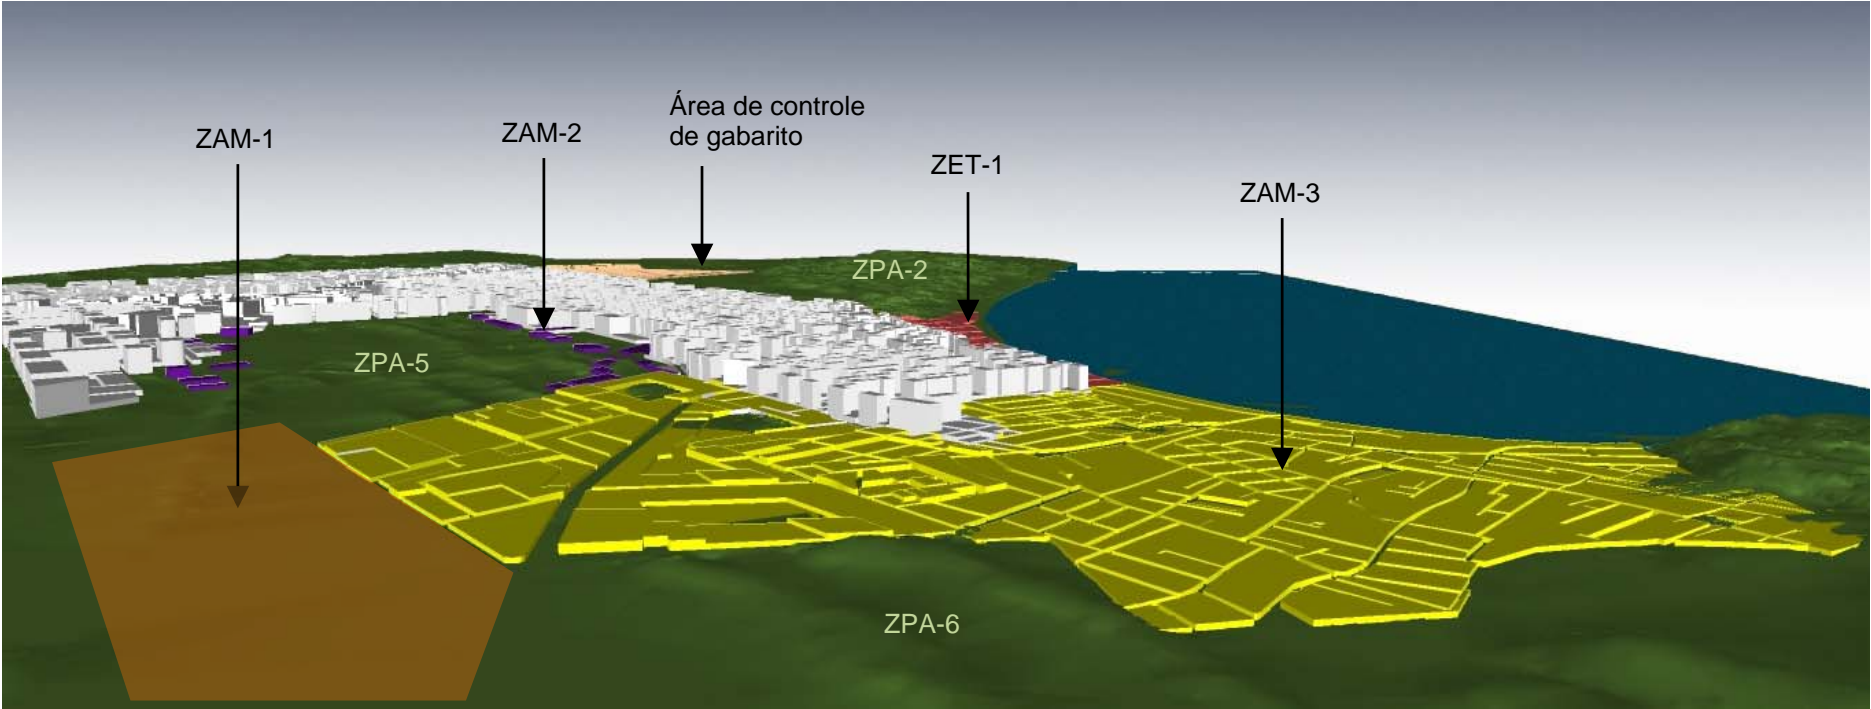 ZAM-1
ZAM-2
Área de controle
de gabarito
ZET-1
ZAM-3
ZPA-2
ZPA-5
ZPA-6